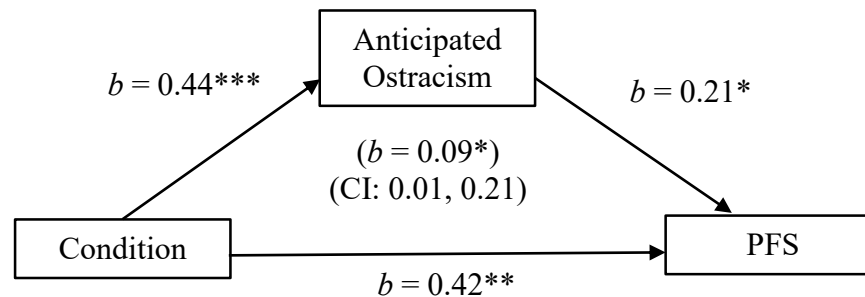 Anticipated
Ostracism
b = 0.44***
b = 0.21*
(b = 0.09*)
(CI: 0.01, 0.21)
Condition
PFS
b = 0.42**